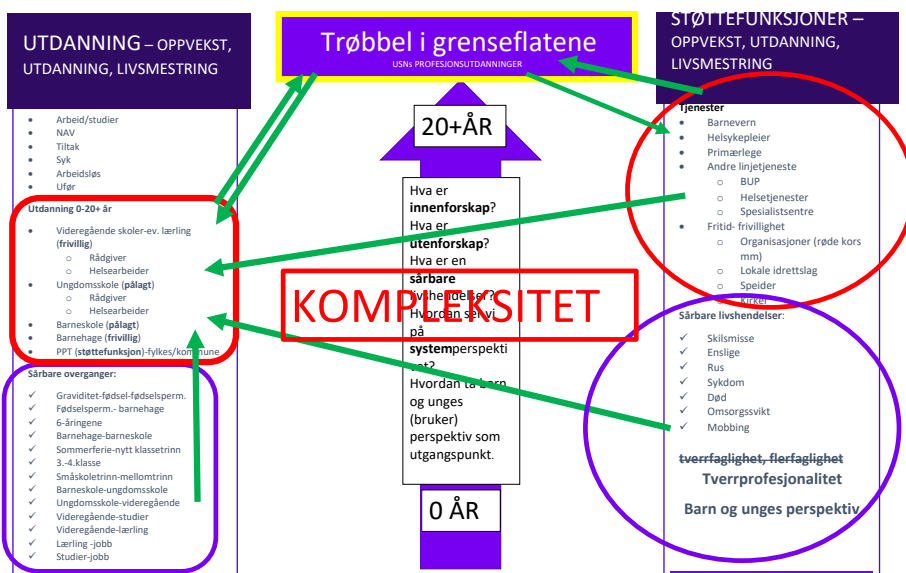 UTDANNING – OPPVEKST,
UTDANNING, LIVSMESTRING
Arbeid/studier
NAV
Tiltak
Syk
Arbeidsløs
Ufør
Utdanning 0-20+ år
Videregående skoler-ev. lærling
(frivillig)
Rådgiver
Helsearbeider
Ungdomsskole (pålagt)
Rådgiver
Helsearbeider
Barneskole (pålagt)
Barnehage (frivillig)
PPT (støttefunksjon)-fylkes/kommune
Sårbare overganger:
Graviditet-fødsel-fødselsperm.
Fødselsperm.- barnehage
6-åringene
Barnehage-barneskole
Sommerferie-nytt klassetrinn
3.-4.klasse
Småskoletrinn-mellomtrinn
Barneskole-ungdomsskole
Ungdomsskole-videregående
Videregående-studier
Videregående-lærling
Lærling -jobb
Studier-jobb
Trøbbel i grenseflatene
USNs PROFESJONSUTDANNINGER
20+ÅR
Hva er
innenforskap?
Hva er
utenforskap?
Hva er en
sårbare
livshendelser?
Hvordan ser vi
på
systemperspekti
vet?
Hvordan ta barn
og unges
(bruker)
perspektiv som
utgangspunkt.
KOMPLEKSITET
0 ÅR
STØTTEFUNKSJONER –
OPPVEKST, UTDANNING,
LIVSMESTRING
Tjenester
Barnevern
Helsykepleier
Primærlege
Andre linjetjeneste
BUP
Helsetjenester
Spesialistsentre
Fritid- frivillighet
Organisasjoner (røde kors
mm)
Lokale idrettslag
Speider
Kirker
Sårbare livshendelser:
Skilsmisse
Enslige
Rus
Sykdom
Død
Omsorgssvikt
Mobbing
tverrfaglighet, flerfaglighet
Tverrprofesjonalitet
Barn og unges perspektiv